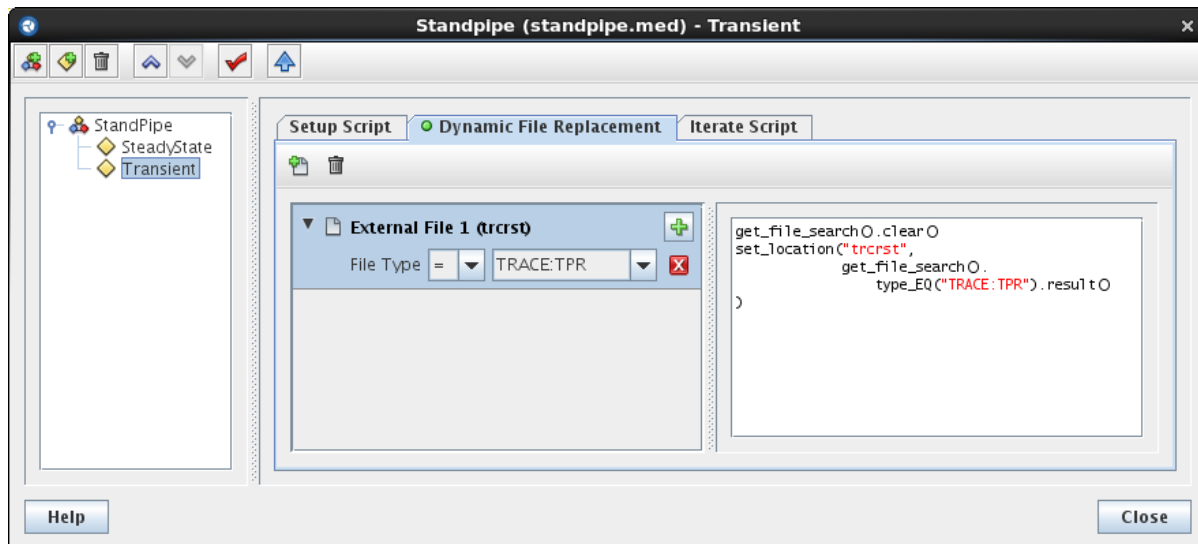 Standpipe (standpipe.med) - Transient
StandPipe
SteadyState
Transient
Setup Script
Dynamic File Replacement
Iterate Script
External File 1 (trcrst)
File Type = TRACE:TPR
get_file_search().clear()
set_location("trcrst",
get_file_search().
type_EQ("TRACE:TPR").result()
)
Help
Close